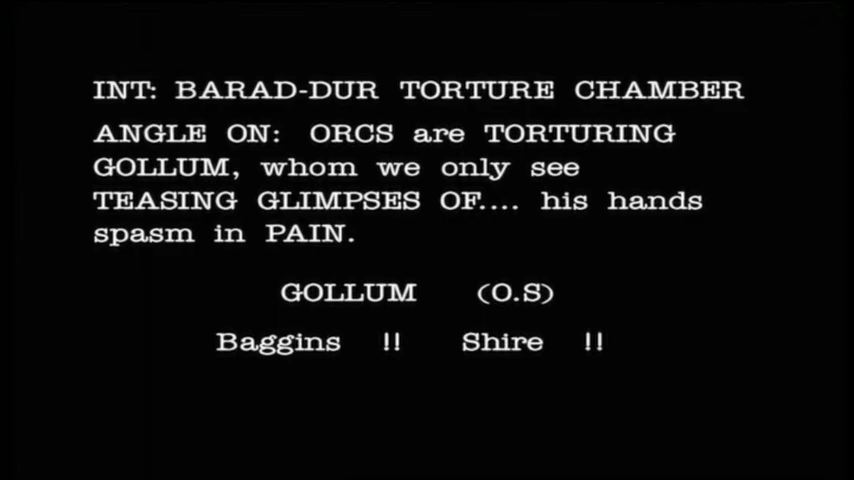 INT: BARAD-DUR TORTURE CHAMBER
ANGLE ON: ORCS are TORTURING
GOLLUM, whom we only see
TEASING GLIMPSES OF.... his hands
spasm in PAIN.
GOLLUM (O.S)
Baggins !! Shire !!